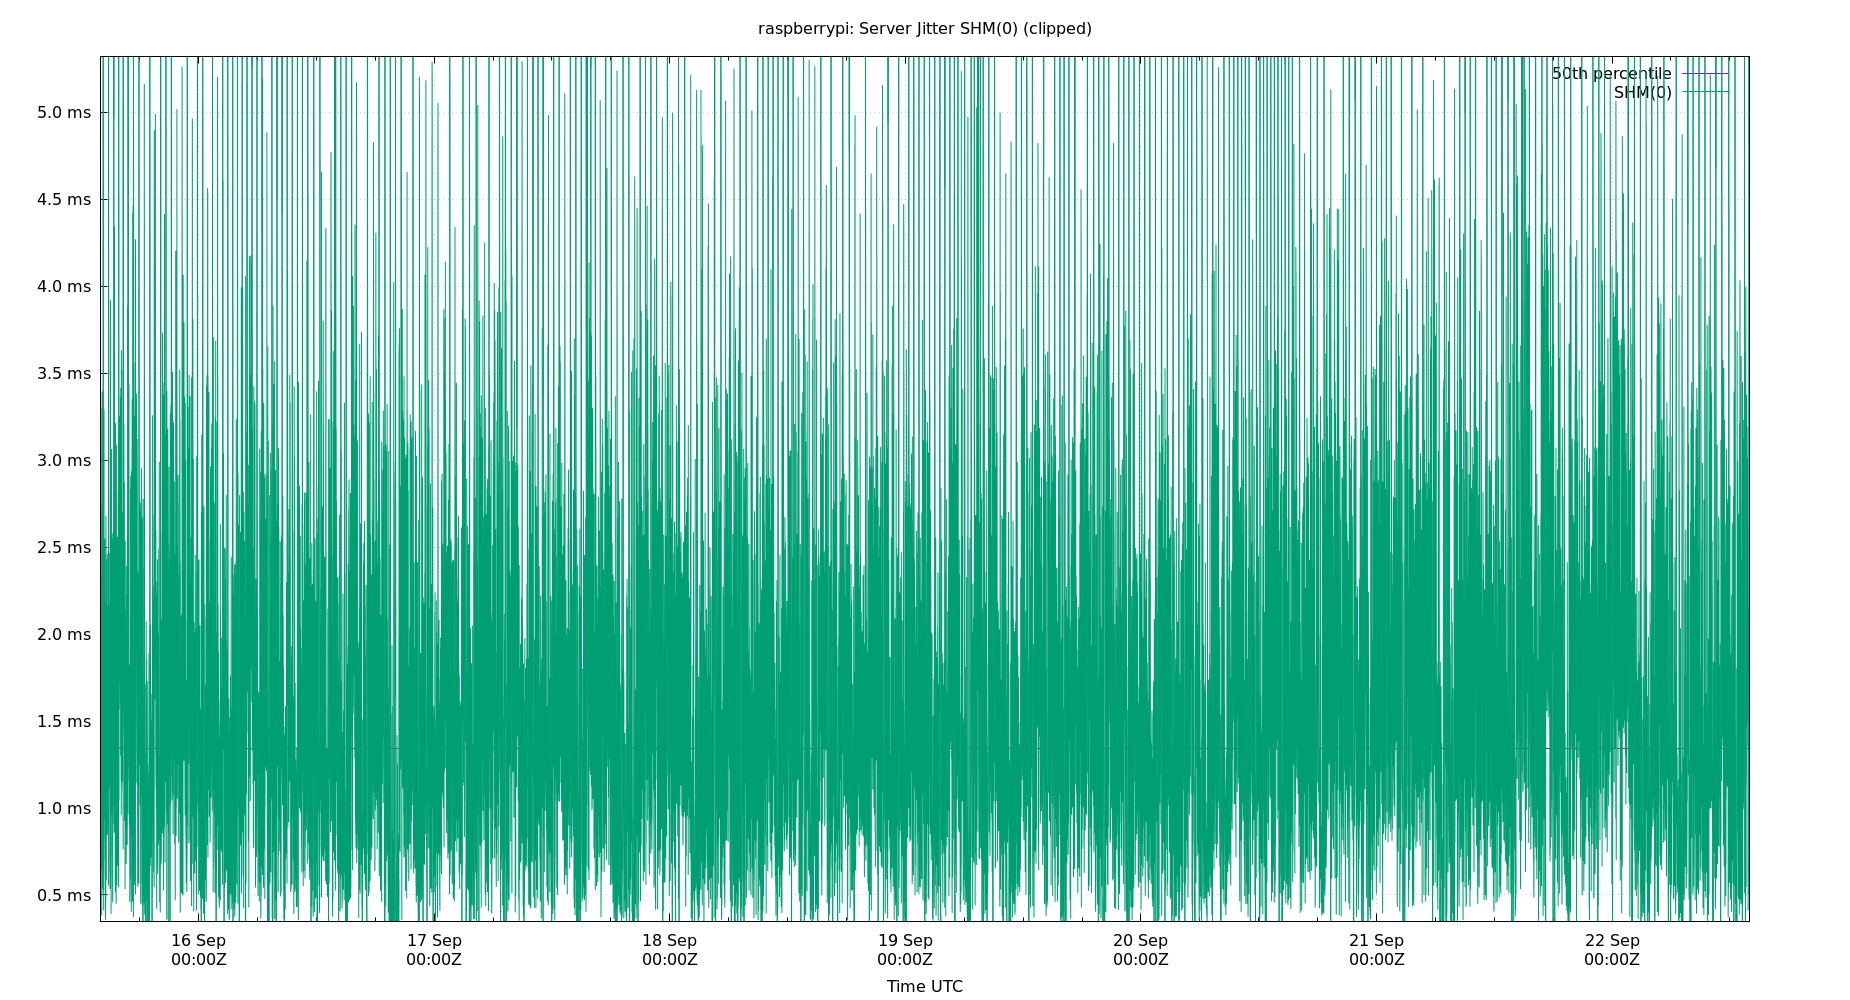 raspberrypi: Server Jitter SHM(0) (clipped)
50th percentile
SHM(0)
5.0 ms
4.5 ms
4.0 ms
3.5 ms
3.0 ms
2.5 ms
2.0 ms
1.5 ms
1.0 ms
0.5 ms
16 Sep 17 Sep 18 Sep 19 Sep 20 Sep 21 Sep 22 Sep
00:00Z 00:00Z 00:00Z 00:00Z 00:00Z 00:00Z 00:00Z
Time UTC